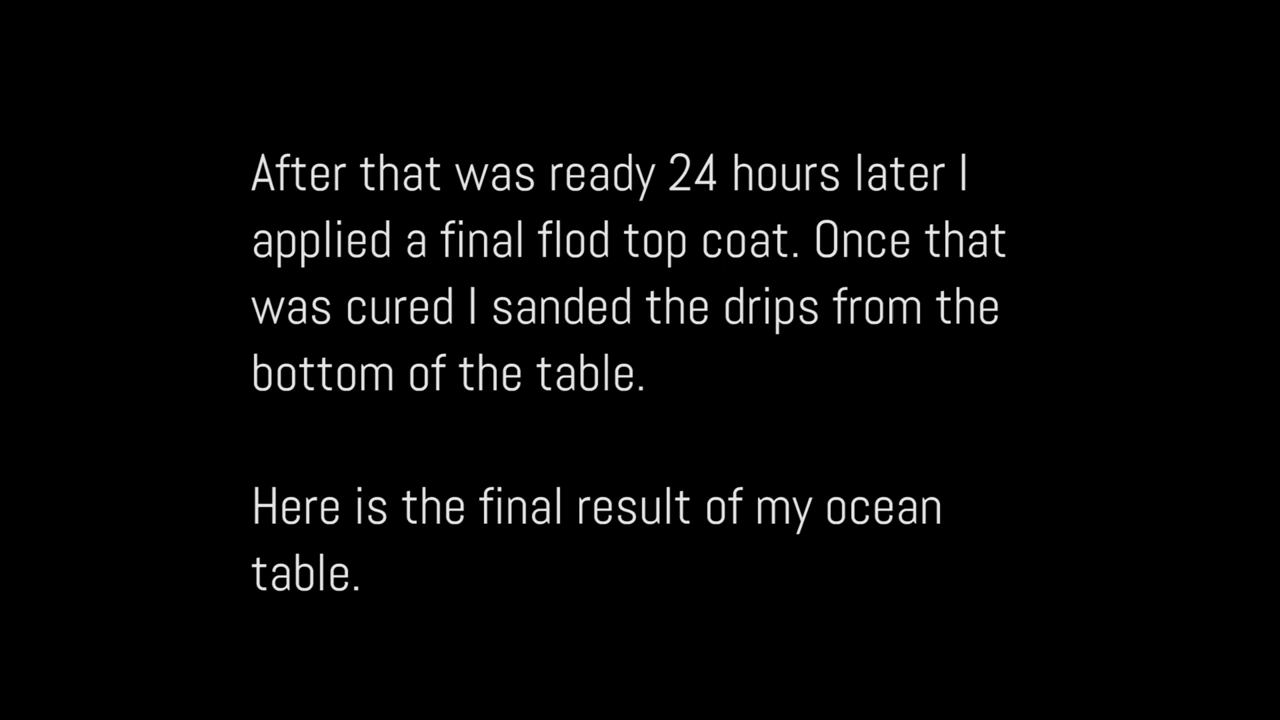 After that was ready 24 hours later I
applied a final flod top coat. Once that
was cured I sanded the drips from the
bottom of the table.
Here is the final result of my ocean
table.